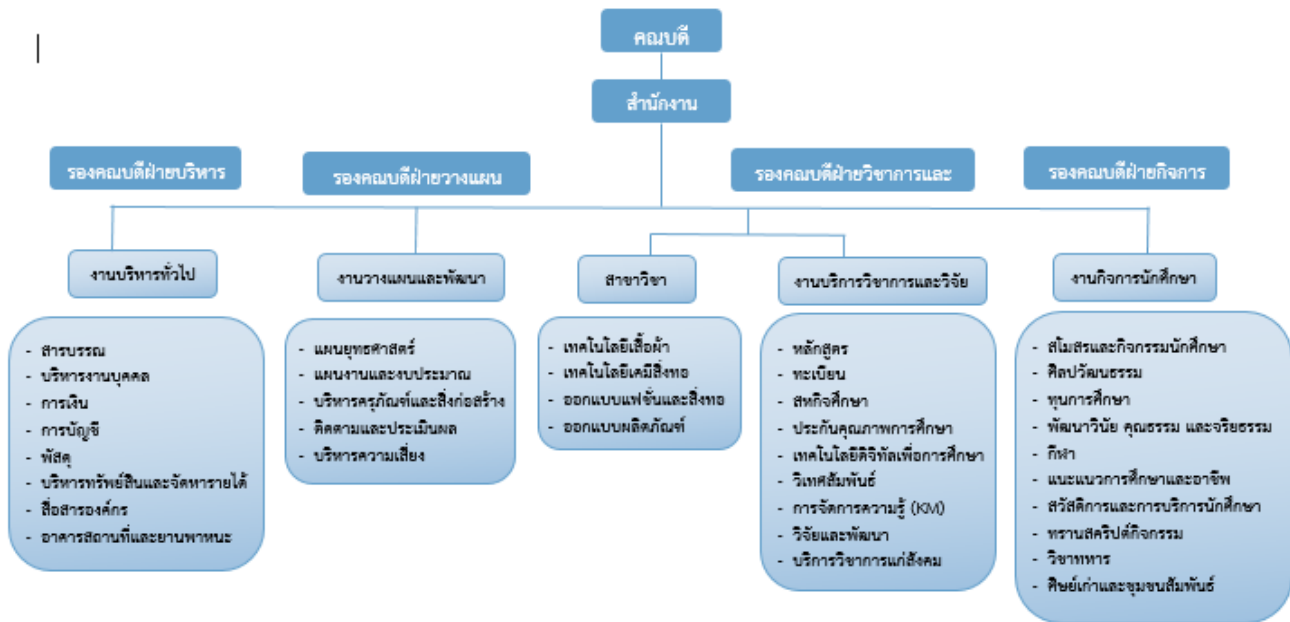 คณบดี
สำนักงาน
รองคณบดีฝ่ายบริหาร
รองคณบดีฝ่ายวางแผน
รองคณบดีฝ่ายวิชาการและ
รองคณบดีฝ่ายกิจการ
งานบริหารทั่วไป
งานวางแผนและพัฒนา
สาขาวิชา
งานบริการวิชาการและวิจัย
งานกิจการนักศึกษา
- สารบรรณ
- บริหารงานบุคคล
- การเงิน
- การบัญชี
- พัสดุ
- บริหารทรัพย์สินและจัดหารายได้
- สื่อสารองค์กร
- อาคารสถานที่และยานพาหนะ
- แผนยุทธศาสตร์
- แผนงานและงบประมาณ
- บริหารครุภัณฑ์และสิ่งก่อสร้าง
- ติดตามและประเมินผล
- บริหารความเสี่ยง
- เทคโนโลยีเสื้อผ้า
- เทคโนโลยีเคมีสิ่งทอ
- ออกแบบแฟชั่นและสิ่งทอ
- ออกแบบผลิตภัณฑ์
- หลักสูตร
- ทะเบียน
- สหกิจศึกษา
- ประกันคุณภาพการศึกษา
- เทคโนโลยีดิจิทัลเพื่อการศึกษา
- วิเทศสัมพันธ์
- การจัดการความรู้ (KM)
- วิจัยและพัฒนา
- บริการวิชาการแก่สังคม
- สโมสรและกิจกรรมนักศึกษา
- ศิลปวัฒนธรรม
- ทุนการศึกษา
- พัฒนาวินัย คุณธรรม และจริยธรรม
- กีฬา
- แนะแนวการศึกษาและอาชีพ
- สวัสดิการและการบริการนักศึกษา
- ทรานสคริปต์กิจกรรม
- วิชาทหาร
- ศิษย์เก่าและชุมชนสัมพันธ์